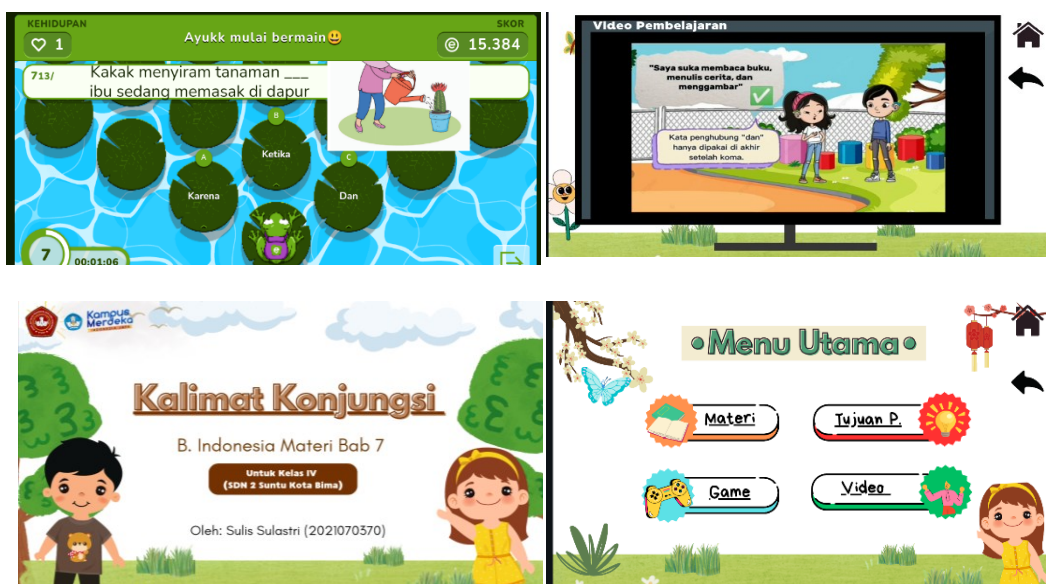 KEHIDUPAN
1
Ayukk mulai bermain😃
SKOR
e 15.384
713/
Kakak menyiram tanaman ___
ibu sedang memasak di dapur
B
Ketika
A
Karena
C
Dan
7
00:01:06
Video Pembelajaran
"Saya suka membaca buku,
menulis cerita, dan
menggambar"
Kata penghubung "dan"
hanya dipakai di akhir
setelah koma.
Kampus
Merdeka
Kalimat Konjungsi
B. Indonesia Materi Bab 7
Untuk Kelas IV
(SDN 2 Suntu Kota Bima)
Oleh: Sulis Sulastri (2021070370)
•Menu Utama•
Materi
Tujuan P.
Game
Video